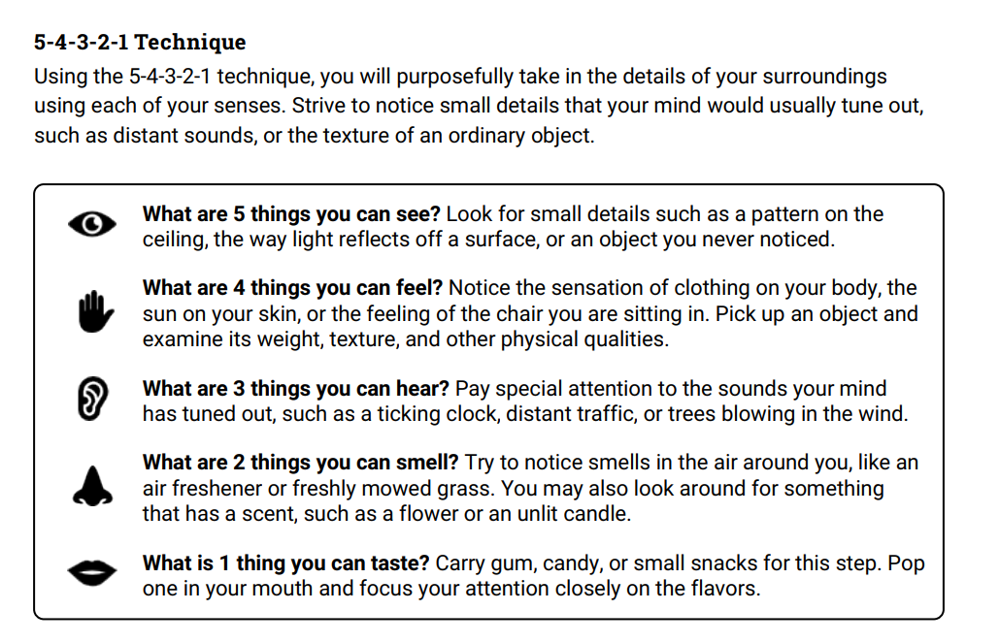 5-4-3-2-1 Technique
Using the 5-4-3-2-1 technique, you will purposefully take in the details of your surroundings
using each of your senses. Strive to notice small details that your mind would usually tune out,
such as distant sounds, or the texture of an ordinary object.
What are 5 things you can see? Look for small details such as a pattern on the
ceiling, the way light reflects off a surface, or an object you never noticed.
What are 4 things you can feel? Notice the sensation of clothing on your body, the
sun on your skin, or the feeling of the chair you are sitting in. Pick up an object and
examine its weight, texture, and other physical qualities.
What are 3 things you can hear? Pay special attention to the sounds your mind
has tuned out, such as a ticking clock, distant traffic, or trees blowing in the wind.
What are 2 things you can smell? Try to notice smells in the air around you, like an
air freshener or freshly mowed grass. You may also look around for something
that has a scent, such as a flower or an unlit candle.
What is 1 thing you can taste? Carry gum, candy, or small snacks for this step. Pop
one in your mouth and focus your attention closely on the flavors.